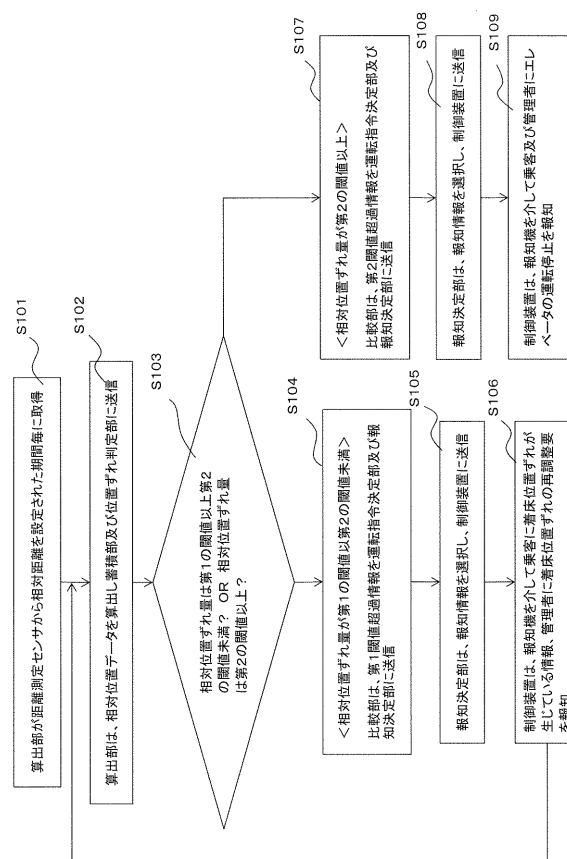 S101
算出部が距離測定センサから相対距離を設定された期間毎に取得
S102
算出部は、相対位置データを算出し蓄積部及び位置ずれ判定部に送信
S103
相対位置ずれ量は第1の閾値以上第2
の閾値未満? OR 相対位置ずれ量
は第2の閾値以上?
S104
<相対位置ずれ量が第1の閾値以第2の閾値未満>
比較部は、第1閾値超過情報を運転指令決定部及び報
知決定部に送信
S105
報知決定部は、報知情報を選択し、制御装置に送信
S106
制御装置は、報知機を介して乗客に着床位置ずれが
生じている情報、管理者に着床位置ずれの再調整要
を報知
S107
<相対位置ずれ量が第2の閾値以上>
比較部は、第2閾値超過情報を運転指令決定部及び
報知決定部に送信
S108
報知決定部は、報知情報を選択し、制御装置に送信
S109
制御装置は、報知機を介して乗客及び管理者にエレ
ベータの運転停止を報知